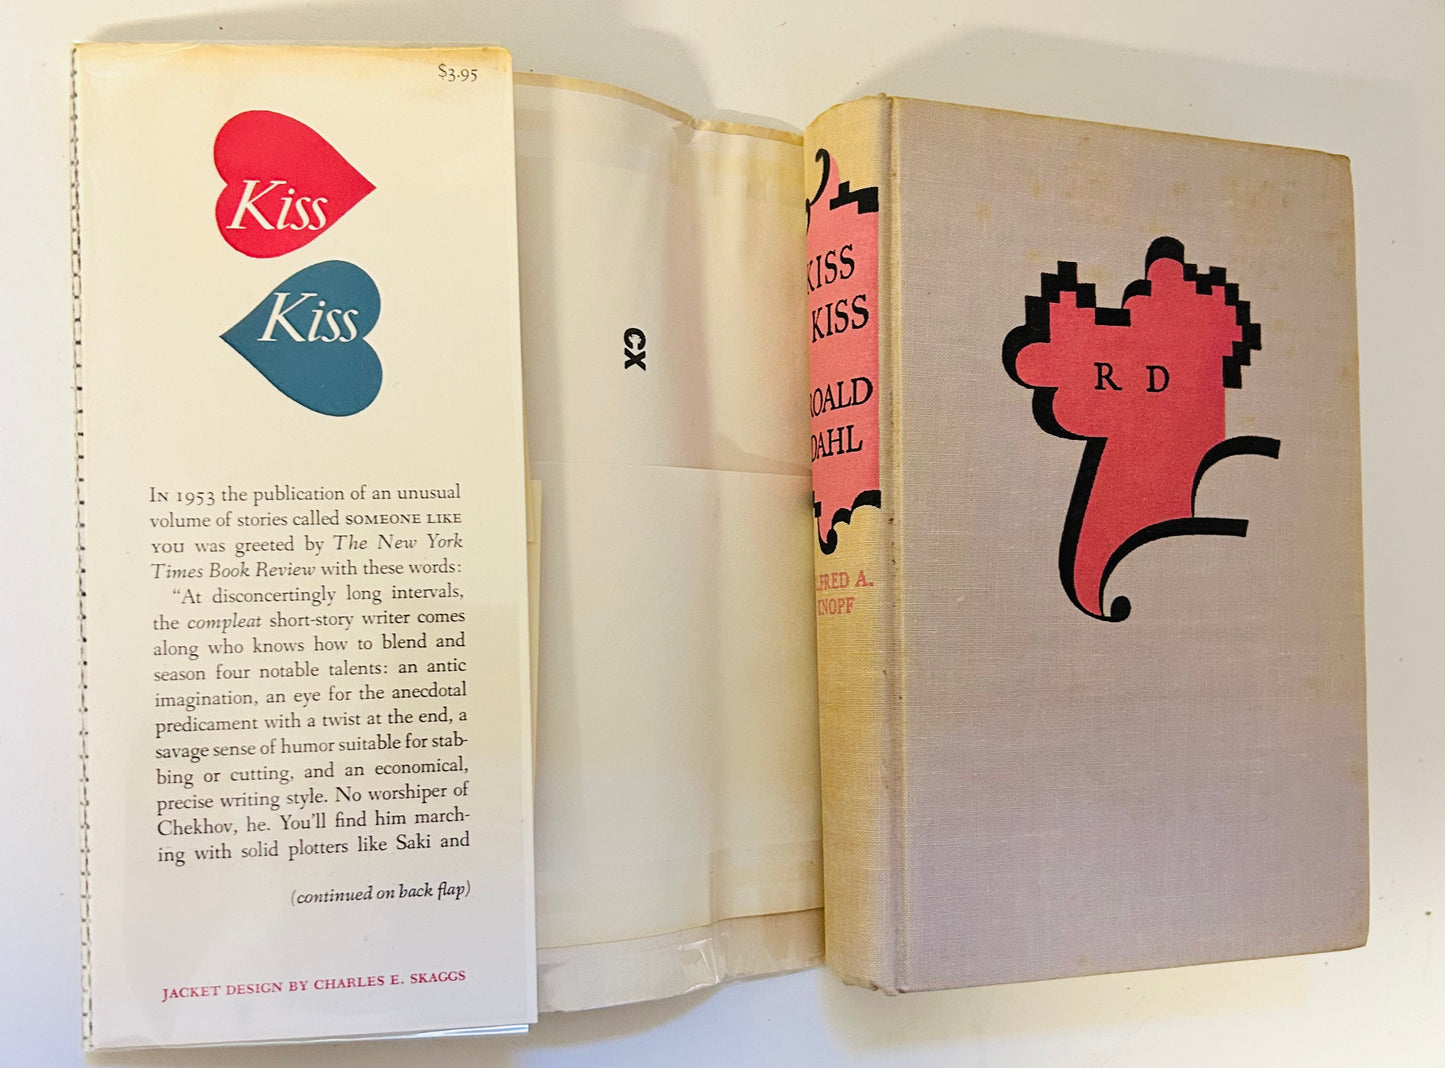 $3.95
Kiss
Kiss
IN 1953 the publication of an unusual
volume of stories called SOMEONE LIKE
YOU was greeted by The New York
Times Book Review with these words:
“At disconcertingly long intervals,
the compleat short-story writer comes
along who knows how to blend and
season four notable talents: an antic
imagination, an eye for the anecdotal
predicament with a twist at the end, a
savage sense of humor suitable for stab-
bing or cutting, and an economical,
precise writing style. No worshiper of
Chekhov, he. You’ll find him march-
ing with solid plotters like Saki and
(continued on back flap)
JACKET DESIGN BY CHARLES E. SKAGGS
CX
KISS
KISS
ROALD
DAHL
ALFRED A.
KNOPF
R D